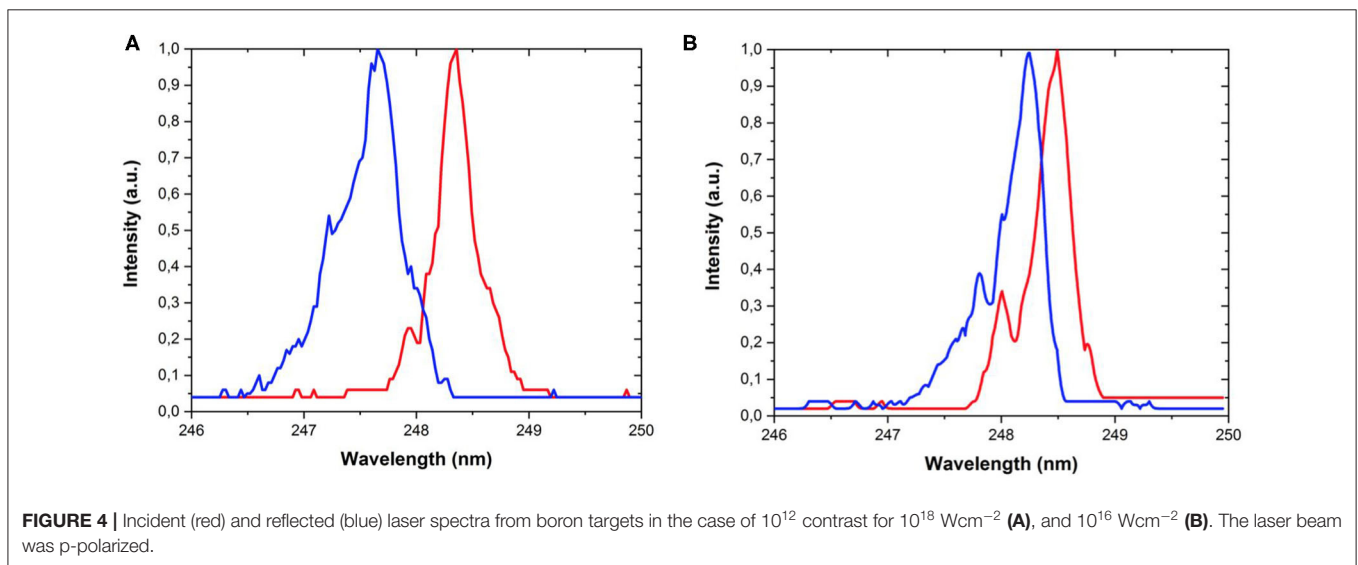 A
1,0
0,9
0,8
0,7
0,6
0,5
0,4
0,3
0,2
0,1
0,0
Intensity (a.u.)
246 247 248 249 250
Wavelength (nm)
B
1,0
0,9
0,8
0,7
0,6
0,5
0,4
0,3
0,2
0,1
0,0
Intensity (a.u.)
246 247 248 249 250
Wavelength (nm)
FIGURE 4 | Incident (red) and reflected (blue) laser spectra from boron targets in the case of 10¹² contrast for 10¹⁸ Wcm⁻² (A), and 10¹⁶ Wcm⁻² (B). The laser beam
was p-polarized.